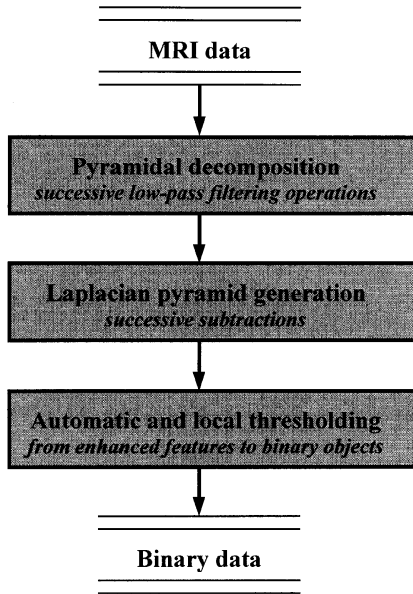 MRI data
Pyramidal decomposition
successive low-pass filtering operations
Laplacian pyramid generation
successive subtractions
Automatic and local thresholding
from enhanced features to binary objects
Binary data